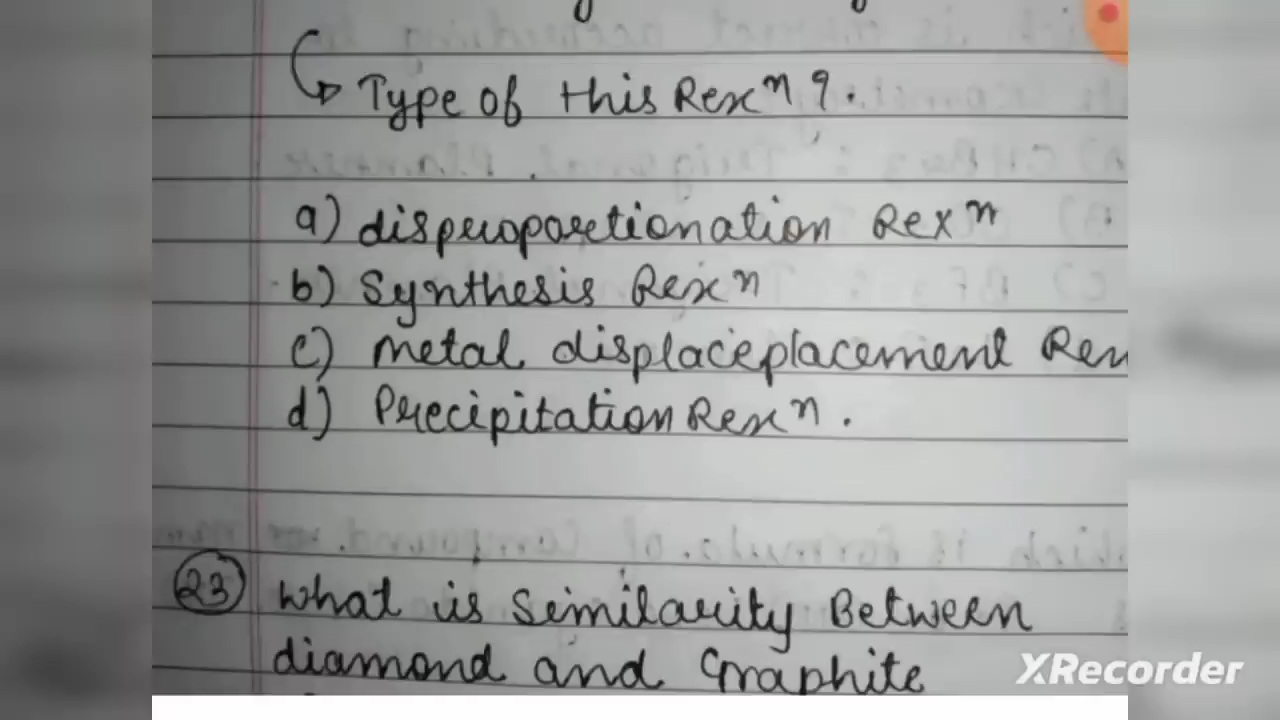 Type of this Rexⁿ ?.
a) disproportionation Rexⁿ
b) Synthesis Rexⁿ
c) metal displaceplacement Rex
d) Precipitation Rexⁿ.
23 What is Similarity Between
diamond and Graphite
XRecorder